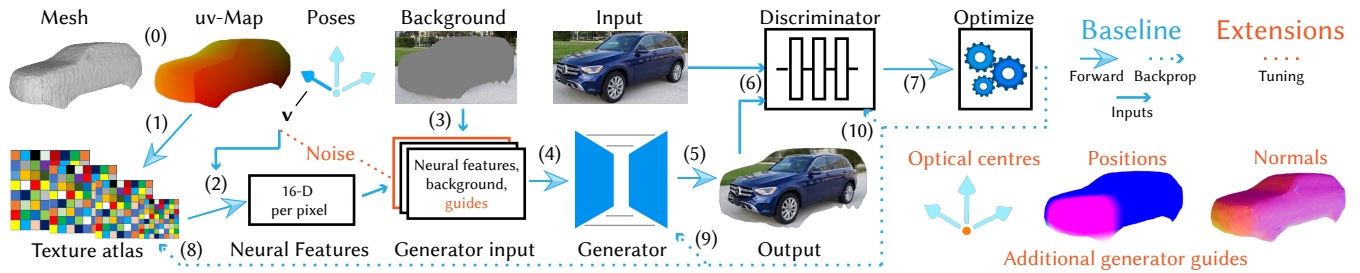 Mesh
uv-Map
Poses
Background
Input
Discriminator
Optimize
Baseline
Extensions
(0)
(1)
v
(2)
(3)
(6)
(7)
(10)
Forward
Backprop
Tuning
Inputs
Noise
16-D
per pixel
Neural features,
background,
guides
(4)
(5)
Optical centres
Positions
Normals
Texture atlas
(8)
Neural Features
Generator input
Generator
(9)
Output
Additional generator guides